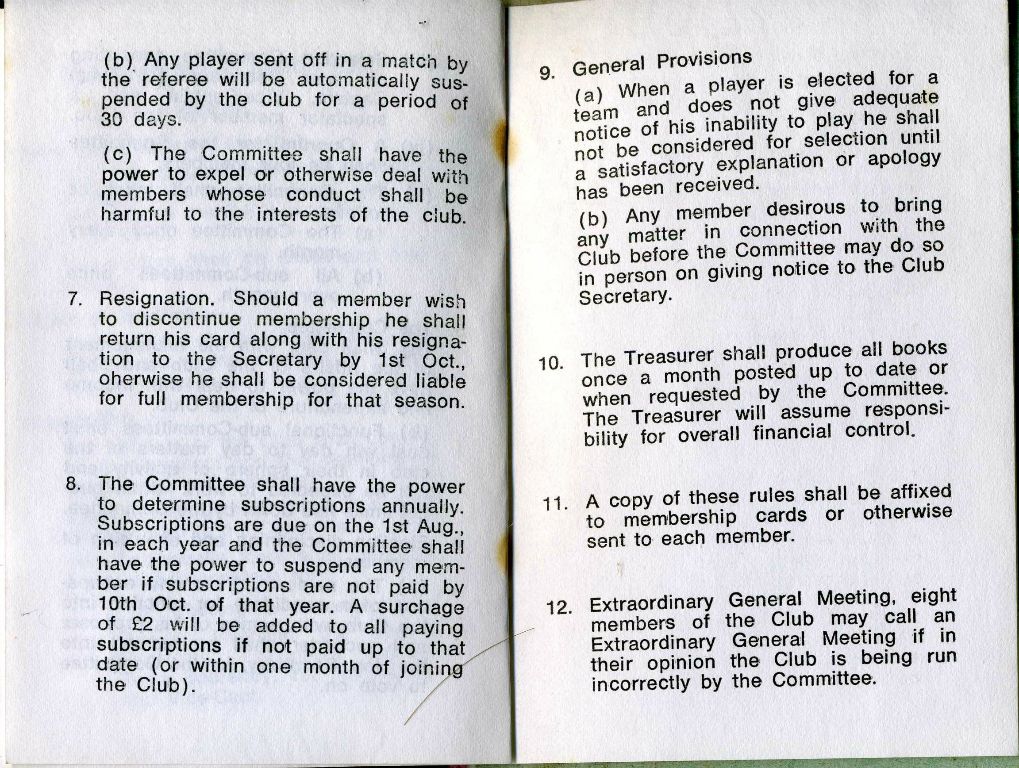 (b) Any player sent off in a match by
the referee will be automatically sus-
pended by the club for a period of
30 days.
(c) The Committee shall have the
power to expel or otherwise deal with
members whose conduct shall be
harmful to the interests of the club.
7. Resignation. Should a member wish
to discontinue membership he shall
return his card along with his resigna-
tion to the Secretary by 1st Oct.,
oherwise he shall be considered liable
for full membership for that season.
8. The Committee shall have the power
to determine subscriptions annually.
Subscriptions are due on the 1st Aug.,
in each year and the Committee shall
have the power to suspend any mem-
ber if subscriptions are not paid by
10th Oct. of that year. A surchage
of £2 will be added to all paying
subscriptions if not paid up to that
date (or within one month of joining
the Club).
9. General Provisions
(a) When a player is elected for a
team and does not give adequate
notice of his inability to play he shall
not be considered for selection until
a satisfactory explanation or apology
has been received.
(b) Any member desirous to bring
any matter in connection with the
Club before the Committee may do so
in person on giving notice to the Club
Secretary.
10. The Treasurer shall produce all books
once a month posted up to date or
when requested by the Committee.
The Treasurer will assume responsi-
bility for overall financial control.
11. A copy of these rules shall be affixed
to membership cards or otherwise
sent to each member.
12. Extraordinary General Meeting, eight
members of the Club may call an
Extraordinary General Meeting if in
their opinion the Club is being run
incorrectly by the Committee.